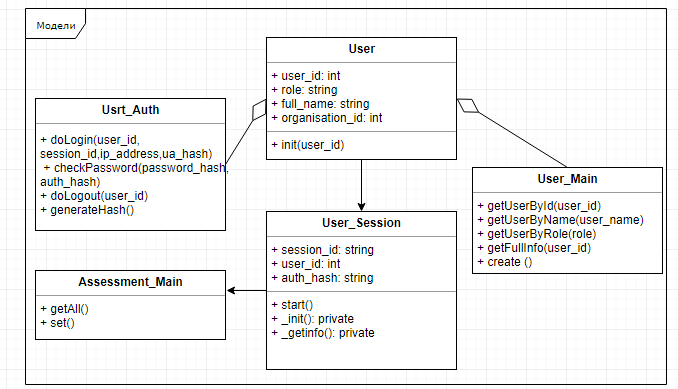 Модели
User
+ user_id: int
+ role: string
+ full_name: string
+ organisation_id: int
+ init(user_id)
Usrt_Auth
+ doLogin(user_id,
session_id,ip_address,ua_hash)
+ checkPassword(password_hash,
auth_hash)
+ doLogout(user_id)
+ generateHash()
User_Main
+ getUserById(user_id)
+ getUserByName(user_name)
+ getUserByRole(role)
+ getFullInfo(user_id)
+ create ()
User_Session
+ session_id: string
+ user_id: int
+ auth_hash: string
+ start()
+ _init(): private
+ _getinfo(): private
Assessment_Main
+ getAll()
+ set()